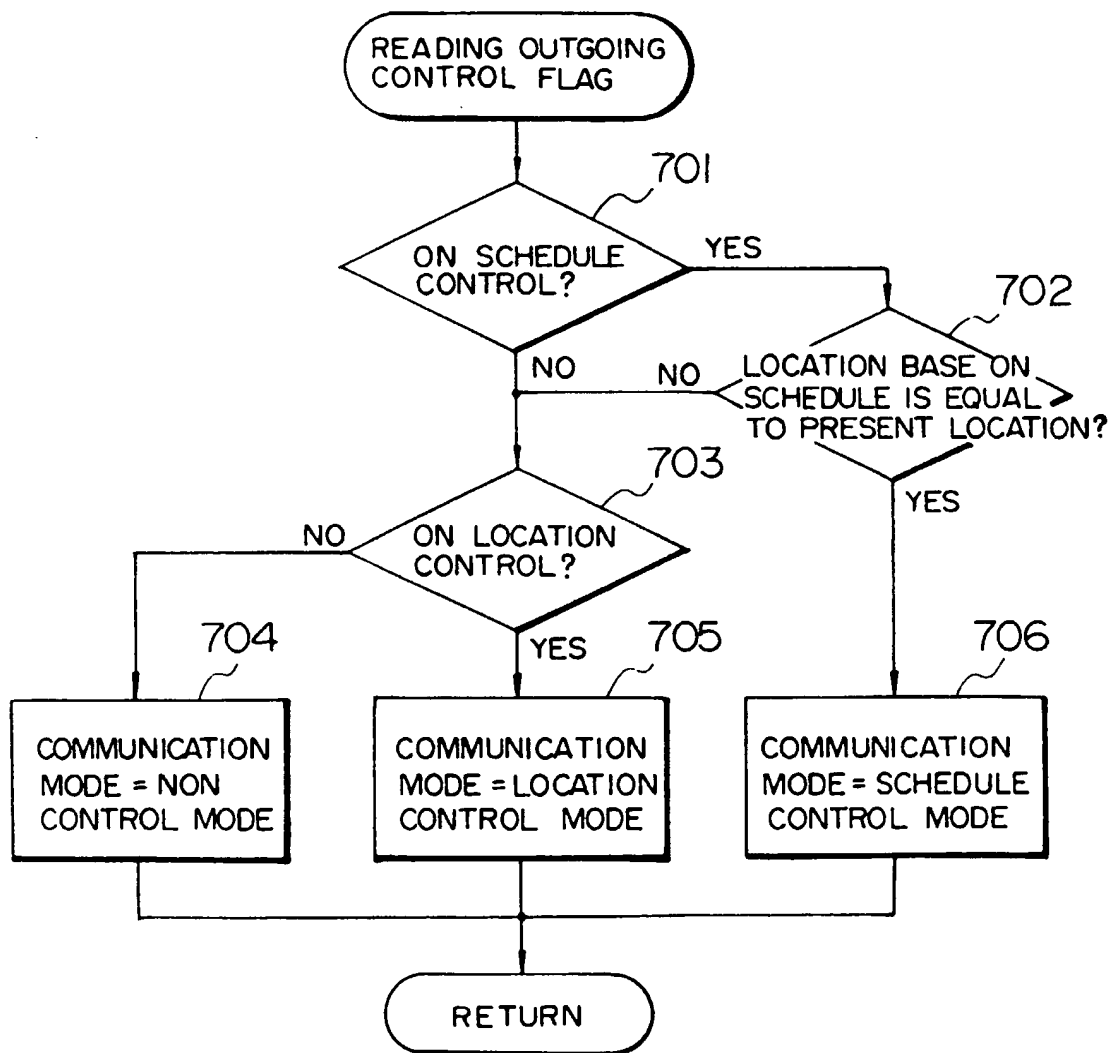 READING OUTGOING
CONTROL FLAG
701
ON SCHEDULE
CONTROL?
YES
702
NO
NO
LOCATION BASE ON
SCHEDULE IS EQUAL
TO PRESENT LOCATION?
703
YES
NO
ON LOCATION
CONTROL?
704
YES
705
706
COMMUNICATION
MODE = NON
CONTROL MODE
COMMUNICATION
MODE = LOCATION
CONTROL MODE
COMMUNICATION
MODE = SCHEDULE
CONTROL MODE
RETURN